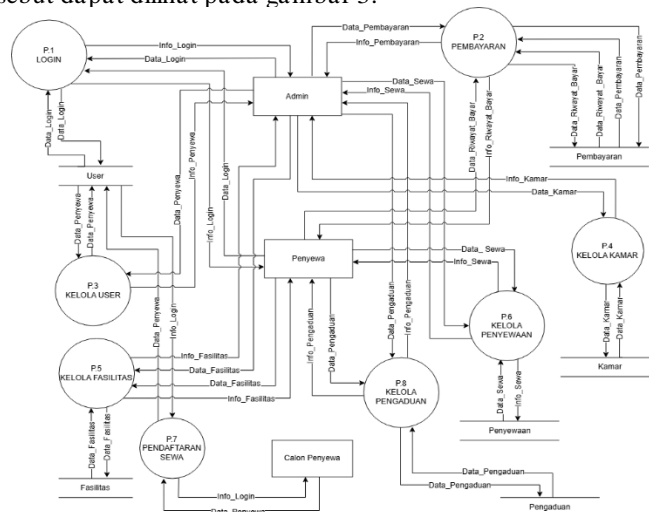 sebut dapat dilihat pada gambar 3.
P.1
LOGIN
Info_Login
Data_Login
Data_Login
Data_Login
User
Data_Penyewa
Data_Penyewa
P.3
KELOLA USER
Data_Pembayaran
Info_Pembayaran
P.2
PEMBAYARAN
Data_Riwayat_Bayar
Data_Riwayat_Bayar
Data_Pembayaran
Data_Pembayaran
Pembayaran
Admin
Data_Sewa
Info_Sewa
Data_Penyewa
Info_Penyewa
Data_Login
Info_Login
Data_Riwayat_Bayar
Info_Riwayat_Bayar
Info_Kamar
Data_Kamar
P.4
KELOLA KAMAR
Data_Kamar
Data_Kamar
Kamar
Penyewa
Data_ Sewa
Info_Sewa
Data_Pengaduan
Info_Pengaduan
P.6
KELOLA
PENYEWAAN
Data_Sewa
Info_Sewa
Penyewaan
Data_Penyewa
Info_Login
P.5
KELOLA FASILITAS
Info_Fasilitas
Data_Fasilitas
Data_Fasilitas
Info_Fasilitas
Data_Fasilitas
Data_Fasilitas
Fasilitas
Info_Pengaduan
Data_Pengaduan
P.8
KELOLA
PENGADUAN
P.7
PENDAFTARAN
SEWA
Calon Penyewa
Info_Login
Data_Penyewa
Data_Pengaduan
Data_Pengaduan
Pengaduan